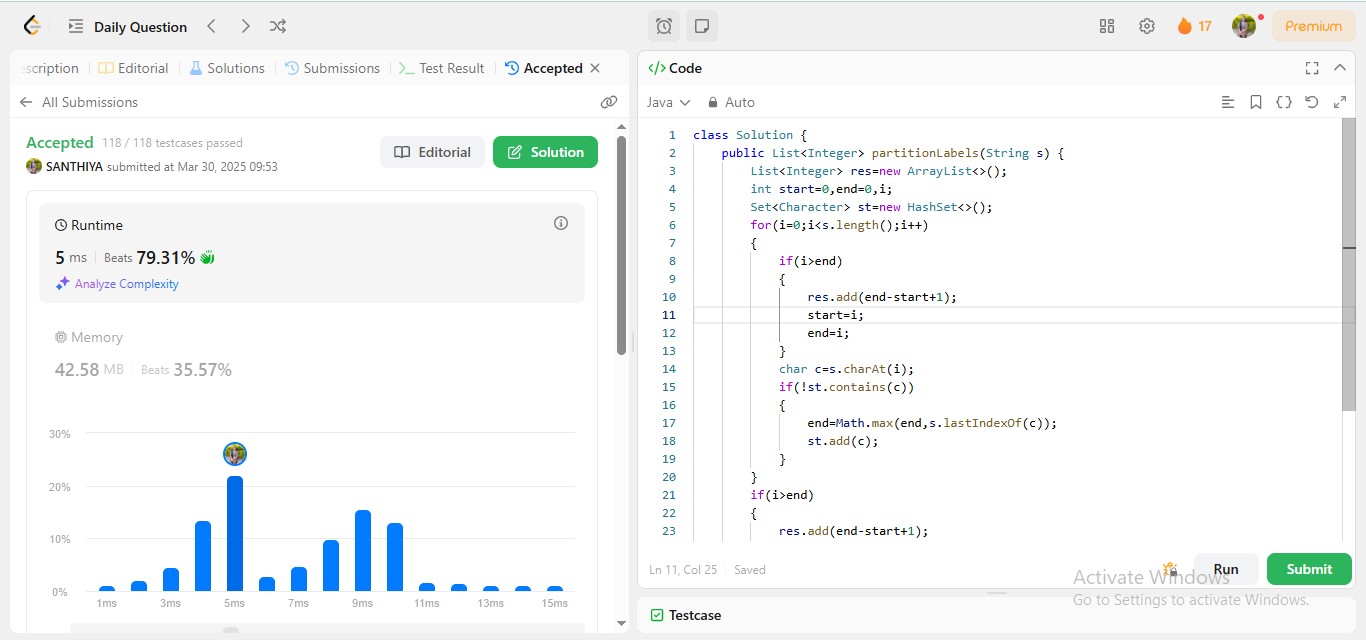 Daily Question
17
Premium
scription
Editorial
Solutions
Submissions
Test Result
Accepted
All Submissions
Accepted 118 / 118 testcases passed
SANTHIYA submitted at Mar 30, 2025 09:53
Editorial
Solution
Runtime
5 ms Beats 79.31%
Analyze Complexity
Memory
42.58 MB Beats 35.57%
30%
20%
10%
0%
1ms 3ms 5ms 7ms 9ms 11ms 13ms 15ms
</> Code
Java Auto
1 class Solution {
2 public List<Integer> partitionLabels(String s) {
3 List<Integer> res=new ArrayList<>();
4 int start=0,end=0,i;
5 Set<Character> st=new HashSet<>();
6 for(i=0;i<s.length();i++)
7 {
8 if(i>end)
9 {
10 res.add(end-start+1);
11 start=i;
12 end=i;
13 }
14 char c=s.charAt(i);
15 if(!st.contains(c))
16 {
17 end=Math.max(end,s.lastIndexOf(c));
18 st.add(c);
19 }
20 }
21 if(i>end)
22 {
23 res.add(end-start+1);
Ln 11, Col 25 Saved
Run
Submit
Activate Windows
Go to Settings to activate Windows.
Testcase